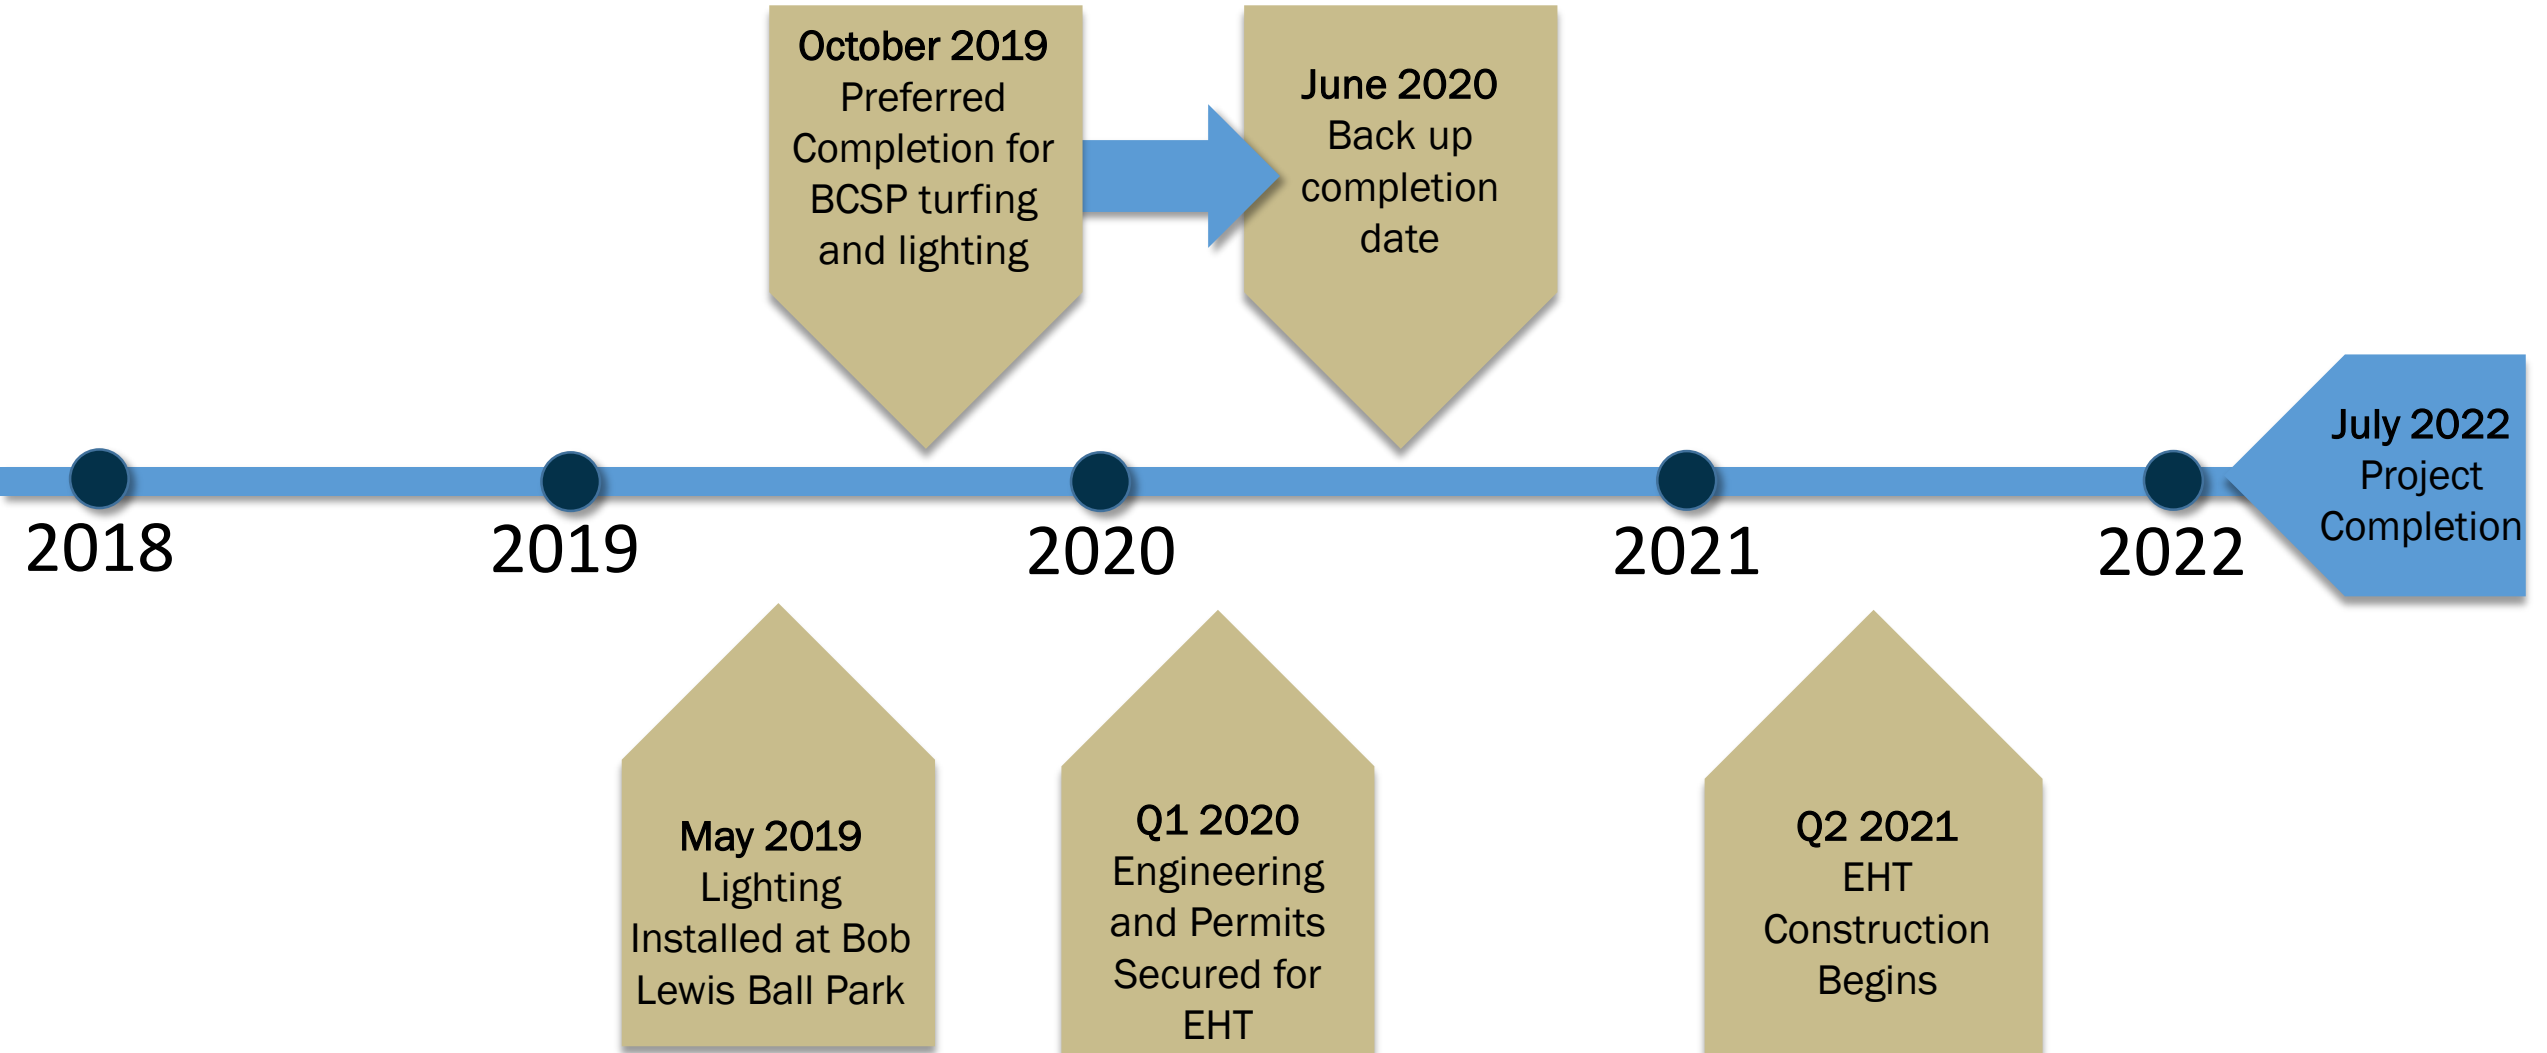 October 2019
Preferred
Completion for
BCSP turfing
and lighting
June 2020
Back up
completion
date
July 2022
Project
Completion
2018
2019
2020
2021
2022
May 2019
Lighting
Installed at Bob
Lewis Ball Park
Q1 2020
Engineering
and Permits
Secured for
EHT
Q2 2021
EHT
Construction
Begins